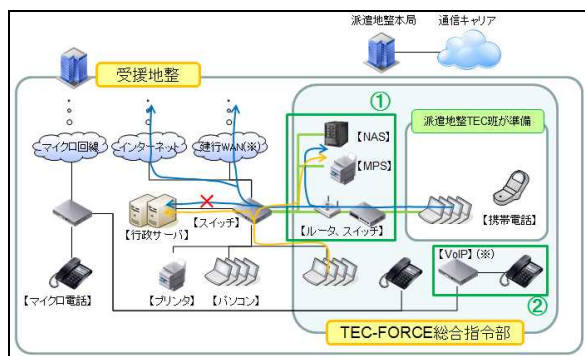 派遣地整本局
通信キャリア
受援地整
①
派遣地整TEC班が準備
【NAS】
【MPS】
マイクロ回線
インターネット
建行WAN(※)
【スイッチ】
【行政サーバ】
【ルータ、スイッチ】
【携帯電話】
【VoIP】(※)
【マイクロ電話】
【プリンタ】
【パソコン】
②
TEC-FORCE総合指令部